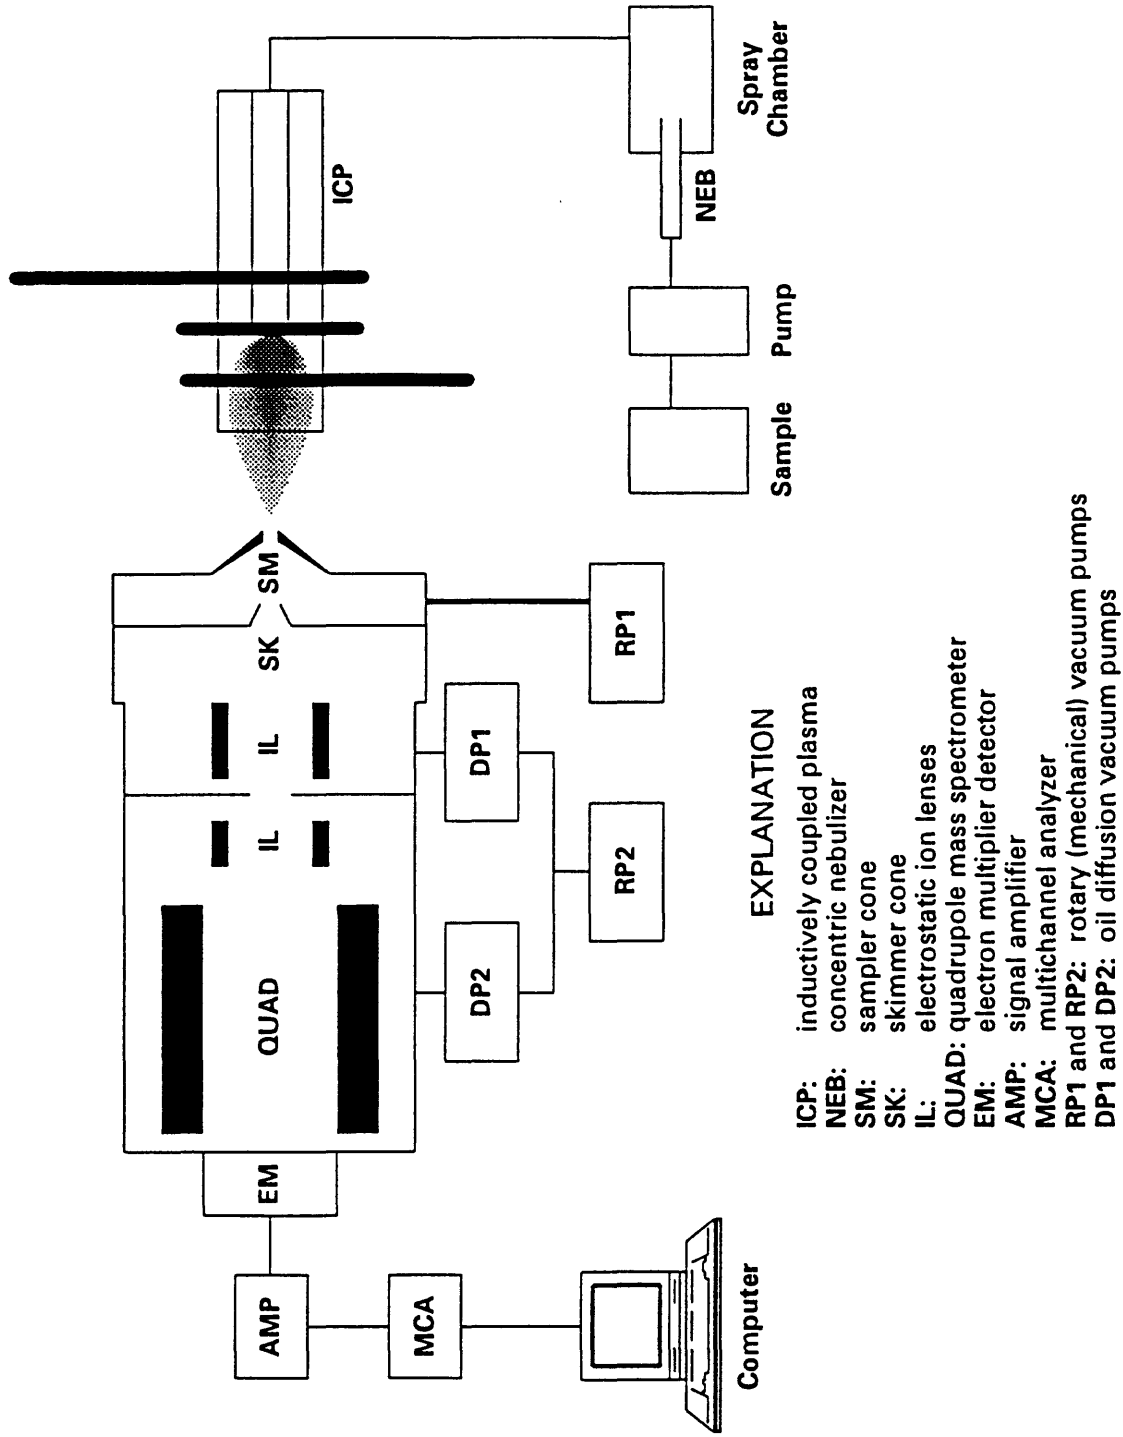 ICP
SM
SK
IL
IL
QUAD
EM
AMP
MCA
Computer
DP2
DP1
RP2
RP1
Sample
Pump
NEB
Spray
Chamber
EXPLANATION
ICP: inductively coupled plasma
NEB: concentric nebulizer
SM: sampler cone
SK: skimmer cone
IL: electrostatic ion lenses
QUAD: quadrupole mass spectrometer
EM: electron multiplier detector
AMP: signal amplifier
MCA: multichannel analyzer
RP1 and RP2: rotary (mechanical) vacuum pumps
DP1 and DP2: oil diffusion vacuum pumps